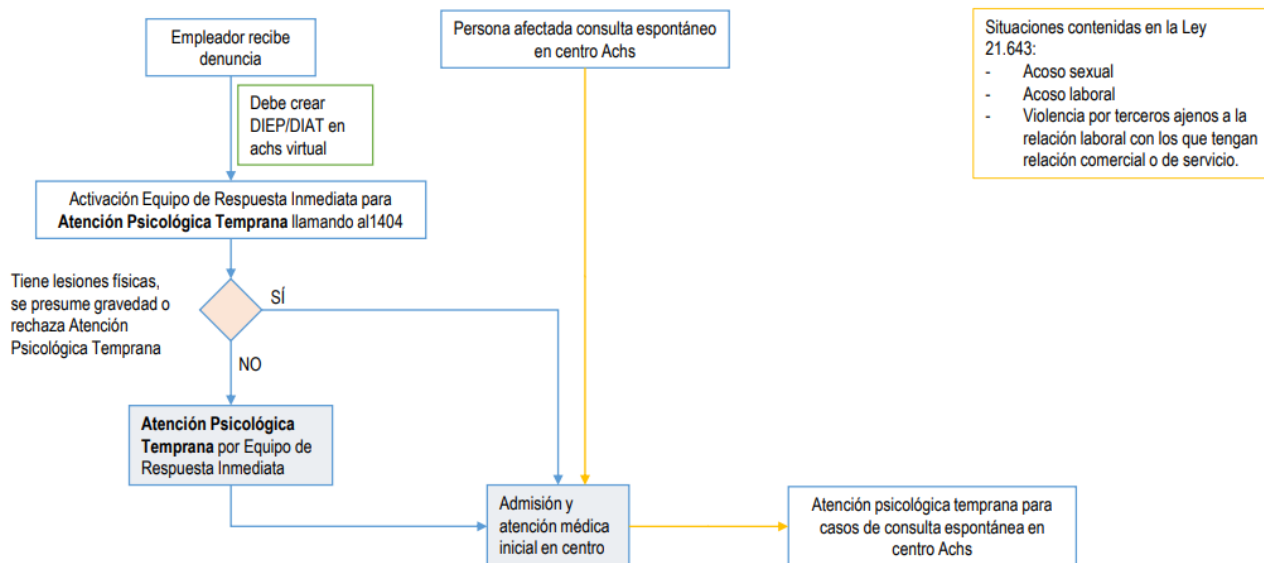 Empleador recibe
denuncia
Persona afectada consulta espontáneo
en centro Achs
Situaciones contenidas en la Ley
21.643:
- Acoso sexual
- Acoso laboral
- Violencia por terceros ajenos a la
relación laboral con los que tengan
relación comercial o de servicio.
Debe crear
DIEP/DIAT en
achs virtual
Activación Equipo de Respuesta Inmediata para
Atención Psicológica Temprana llamando al1404
Tiene lesiones físicas,
se presume gravedad o
rechaza Atención
Psicológica Temprana
SÍ
NO
Atención Psicológica
Temprana por Equipo de
Respuesta Inmediata
Admisión y
atención médica
inicial en centro
Atención psicológica temprana para
casos de consulta espontánea en
centro Achs